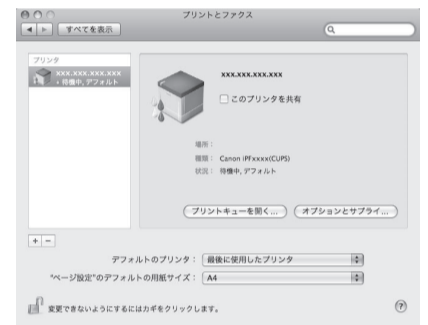 プリントとファクス
すべてを表示
プリンタ
xxx.xxx.xxx.xxx
• 待機中, デフォルト
xxx.xxx.xxx.xxx
このプリンタを共有
場所：
種類： Canon iPFxxxx(CUPS)
状況： 待機中, デフォルト
プリントキューを開く... オプションとサプライ...
+ −
デフォルトのプリンタ： 最後に使用したプリンタ
"ページ設定"のデフォルトの用紙サイズ： A4
変更できないようにするにはカギをクリックします。
?